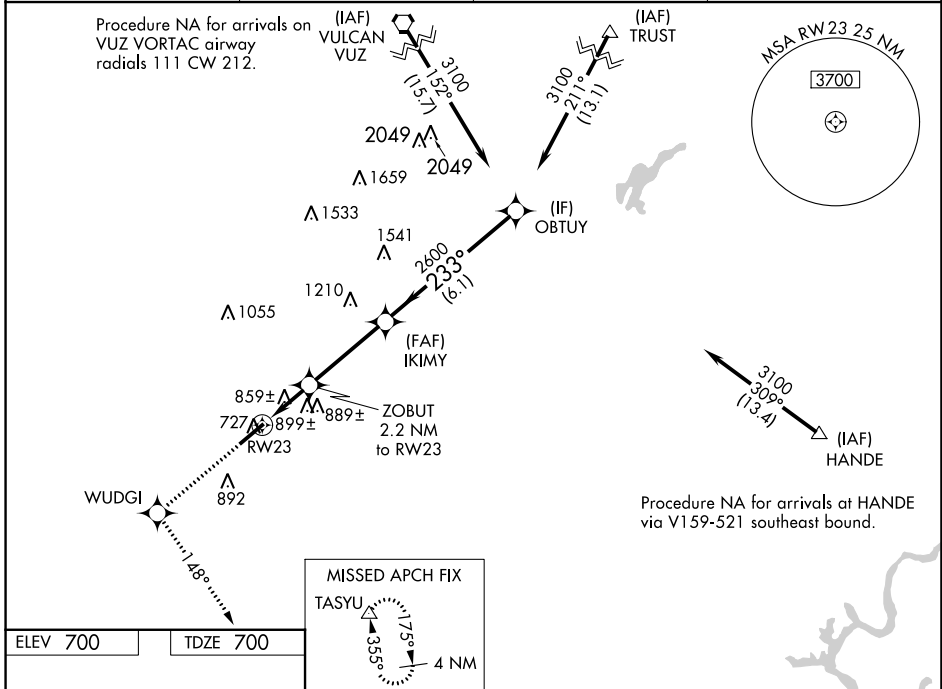 Procedure NA for arrivals on
VUZ VORTAC airway
radials 111 CW 212.
(IAF)
VULCAN
VUZ
3100
152°
(15.7)
(IAF)
TRUST
3100
211°
(13.1)
MSA RW23 25 NM
3700
2049
2049
1659
1533
1541
1210
1055
(IF)
OBTUY
2600
233°
(6.1)
(FAF)
IKIMY
859±
899±
889±
727
RW23
ZOBUT
2.2 NM
to RW23
892
WUDGI
148°
3100
309°
(13.4)
(IAF)
HANDE
Procedure NA for arrivals at HANDE
via V159-521 southeast bound.
MISSED APCH FIX
TASYU
175°
355°
4 NM
ELEV 700
TDZE 700